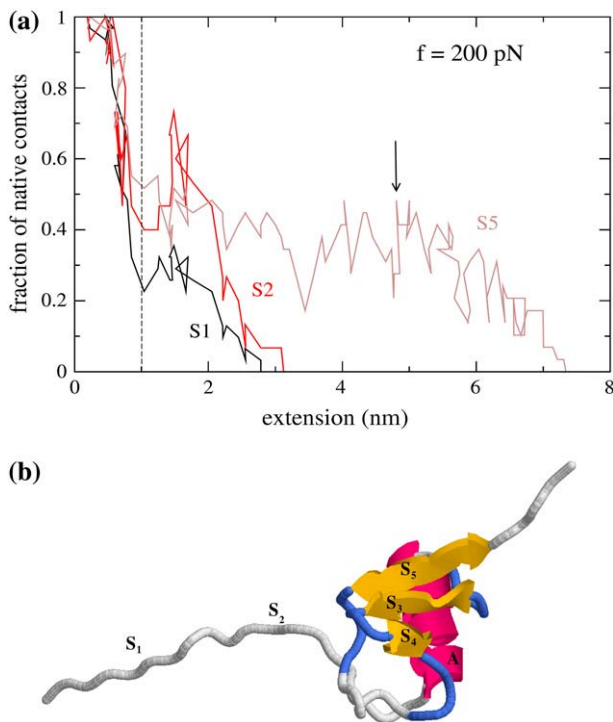 (a)
f = 200 pN
fraction of native contacts
1
0.8
0.6
0.4
0.2
0
S5
S2
S1
0 2 4 6 8
extension (nm)
(b)
S5
S3
S4
A
S2
S1